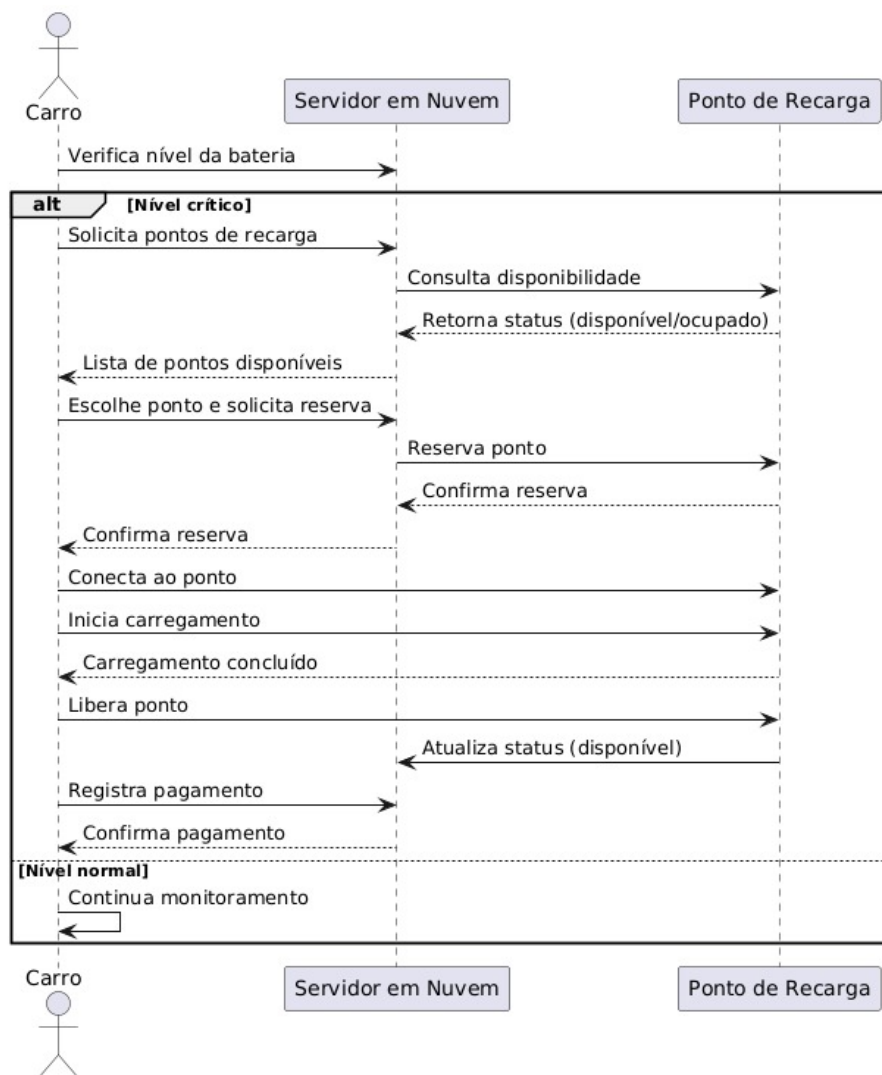 Carro
Servidor em Nuvem
Ponto de Recarga
Verifica nível da bateria
alt [Nível crítico]
Solicita pontos de recarga
Consulta disponibilidade
Retorna status (disponível/ocupado)
Lista de pontos disponíveis
Escolhe ponto e solicita reserva
Reserva ponto
Confirma reserva
Confirma reserva
Conecta ao ponto
Inicia carregamento
Carregamento concluído
Libera ponto
Atualiza status (disponível)
Registra pagamento
Confirma pagamento
[Nível normal]
Continua monitoramento
Carro
Servidor em Nuvem
Ponto de Recarga